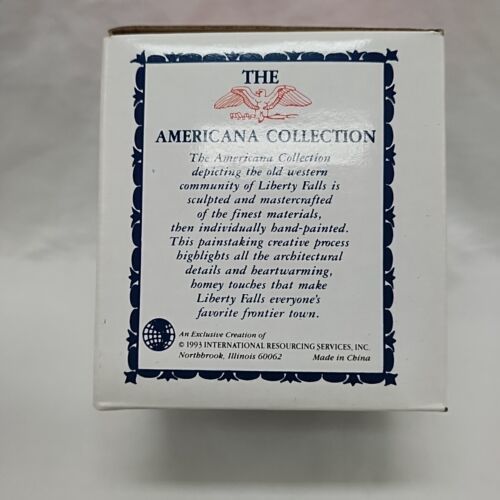 THE
AMERICANA COLLECTION
The Americana Collection
depicting the old western
community of Liberty Falls is
sculpted and mastercrafted
of the finest materials,
then individually hand-painted.
This painstaking creative process
highlights all the architectural
details and heartwarming,
homey touches that make
Liberty Falls everyone's
favorite frontier town.
An Exclusive Creation of
© 1993 INTERNATIONAL RESOURCING SERVICES, INC.
Northbrook, Illinois 60062 Made in China